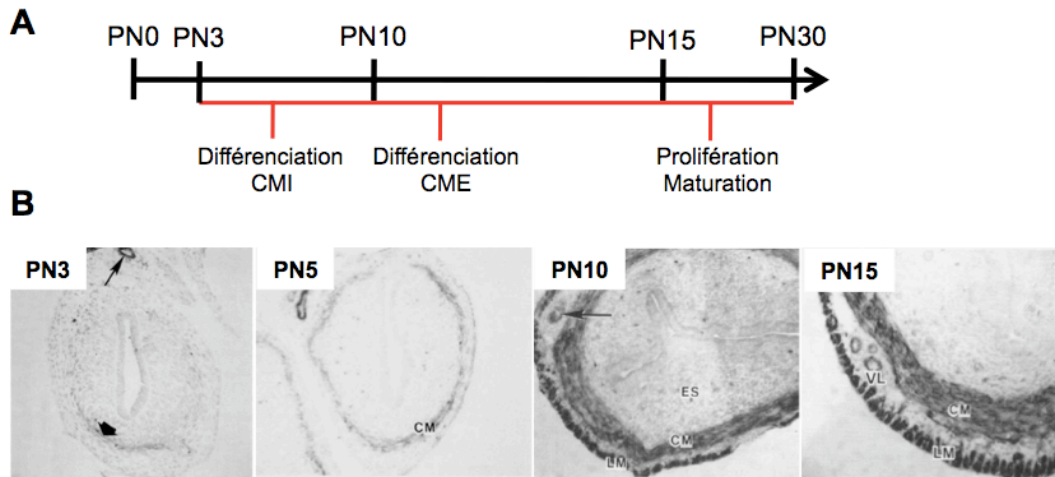 A
PN0 PN3 PN10 PN15 PN30
Différenciation CMI
Différenciation CME
Prolifération Maturation
B
PN3 PN5 PN10 PN15
CM
ES
CM
LM
VL
CM
LM